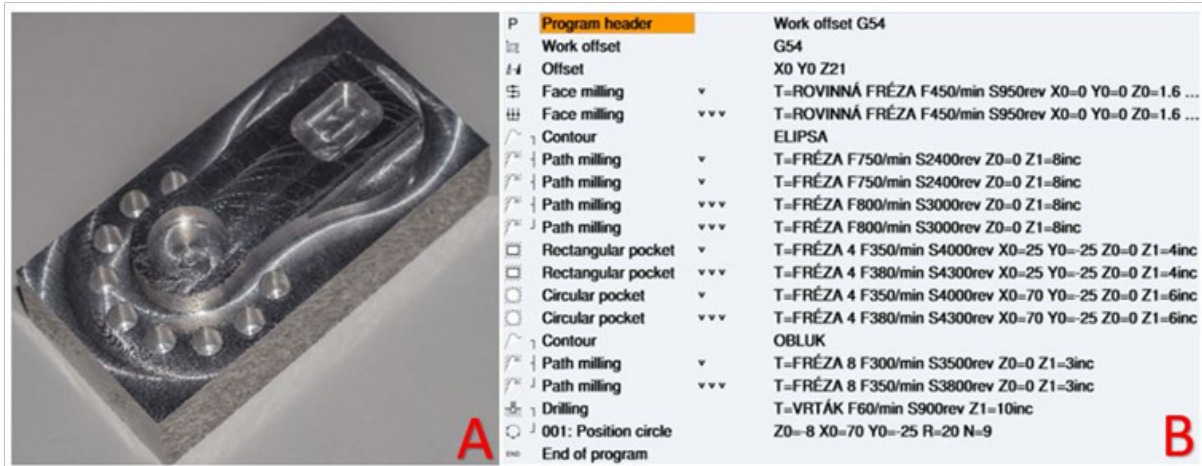 P Program header Work offset G54
Work offset G54
Offset X0 Y0 Z21
Face milling v T=ROVINNÁ FRÉZA F450/min S950rev X0=0 Y0=0 Z0=1.6 ...
Face milling vvv T=ROVINNÁ FRÉZA F450/min S950rev X0=0 Y0=0 Z0=1.6 ...
Contour ELIPSA
Path milling v T=FRÉZA F750/min S2400rev Z0=0 Z1=8inc
Path milling v T=FRÉZA F750/min S2400rev Z0=0 Z1=8inc
Path milling vvv T=FRÉZA F800/min S3000rev Z0=0 Z1=8inc
Path milling vvv T=FRÉZA F800/min S3000rev Z0=0 Z1=8inc
Rectangular pocket v T=FRÉZA 4 F350/min S4000rev X0=25 Y0=-25 Z0=0 Z1=4inc
Rectangular pocket vvv T=FRÉZA 4 F380/min S4300rev X0=25 Y0=-25 Z0=0 Z1=4inc
Circular pocket v T=FRÉZA 4 F350/min S4000rev X0=70 Y0=-25 Z0=0 Z1=6inc
Circular pocket vvv T=FRÉZA 4 F380/min S4300rev X0=70 Y0=-25 Z0=0 Z1=6inc
Contour OBLUK
Path milling v T=FRÉZA 8 F300/min S3500rev Z0=0 Z1=3inc
Path milling vvv T=FRÉZA 8 F350/min S3800rev Z0=0 Z1=3inc
Drilling T=VRTÁK F60/min S900rev Z1=10inc
001: Position circle Z0=-8 X0=70 Y0=-25 R=20 N=9
END End of program
A
B